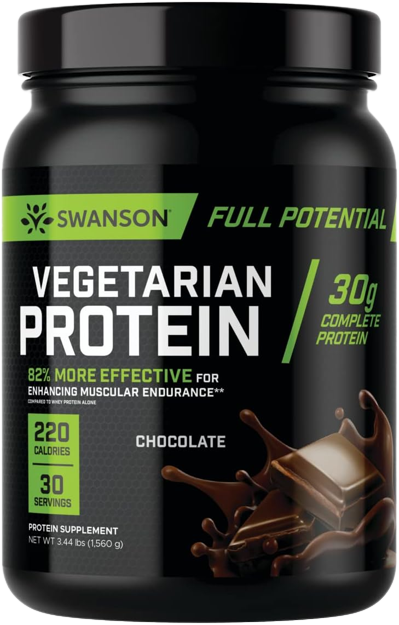 SWANSON®
FULL POTENTIAL
VEGETARIAN
PROTEIN
30g
COMPLETE
PROTEIN
82% MORE EFFECTIVE FOR
ENHANCING MUSCULAR ENDURANCE**
COMPARED TO WHEY PROTEIN ALONE
220
CALORIES
30
SERVINGS
CHOCOLATE
PROTEIN SUPPLEMENT
NET WT 3.44 lbs (1,560 g)